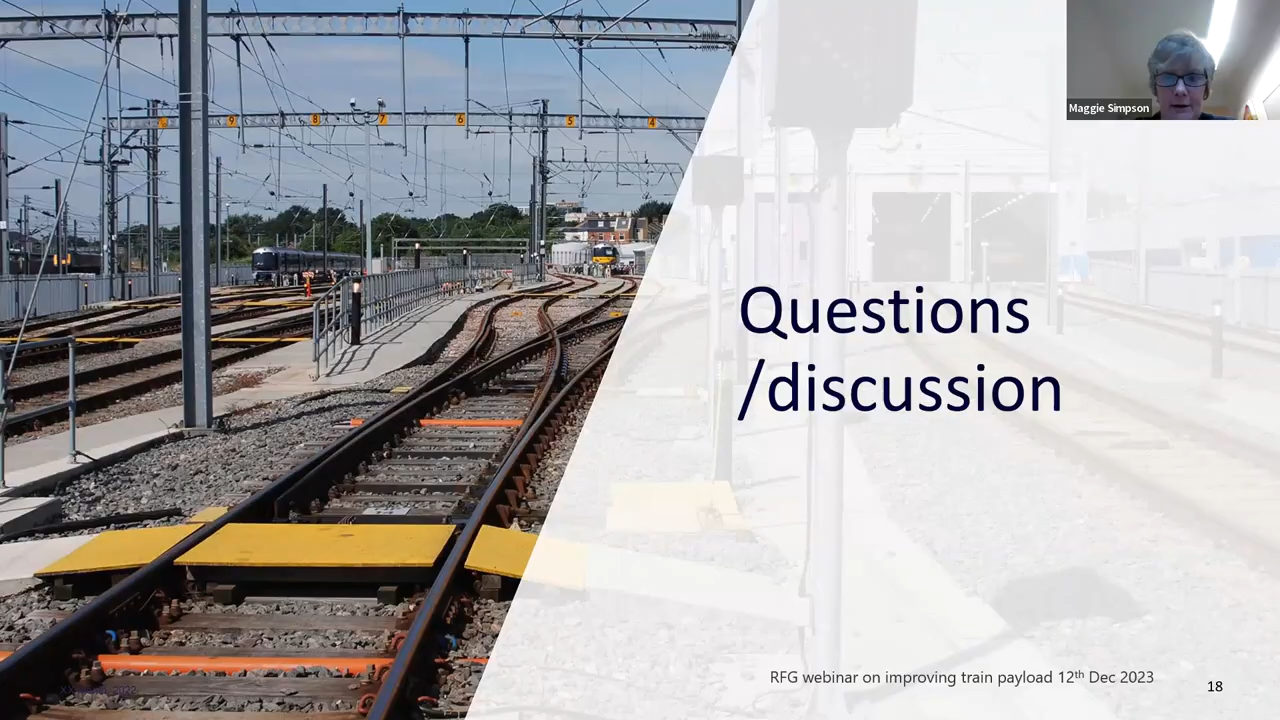 Maggie Simpson
9
8
7
6
5
4
Questions
/discussion
RFG webinar on improving train payload 12th Dec 2023
18